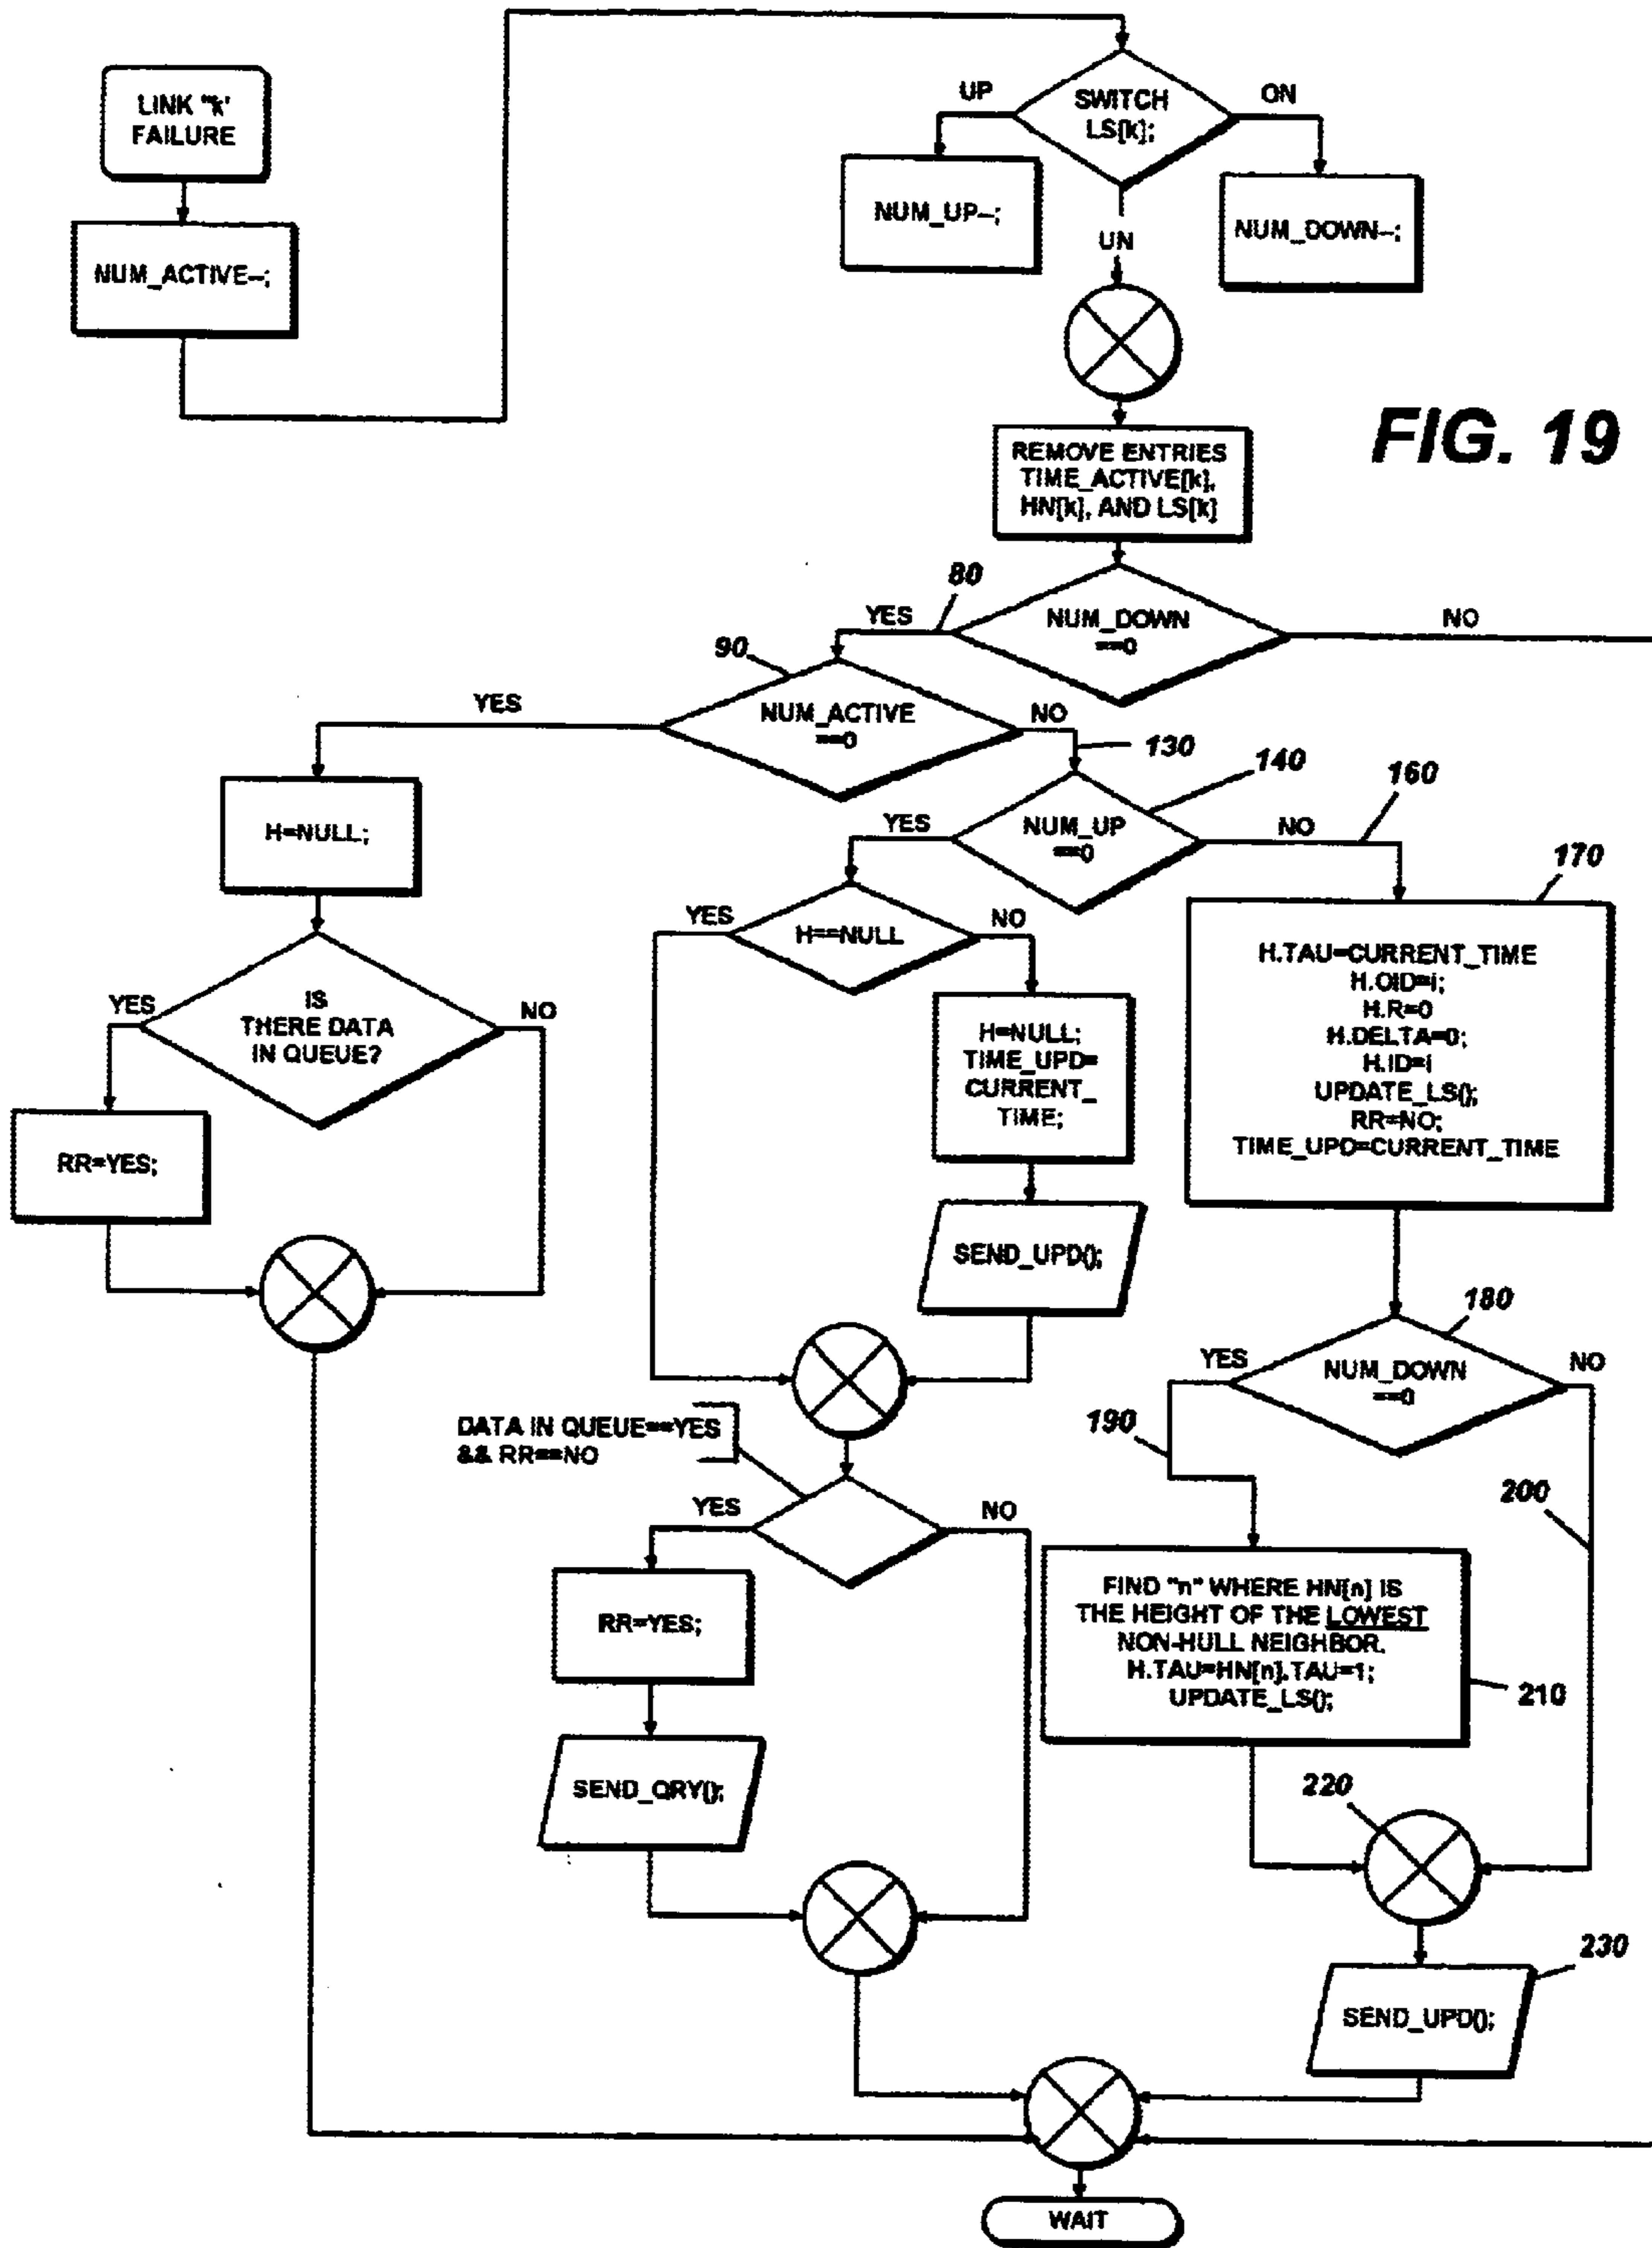 LINK "k'
FAILURE
NUM_ACTIVE--;
SWITCH
LS[k];
UP
ON
NUM_UP--;
UN
NUM_DOWN--;
FIG. 19
REMOVE ENTRIES
TIME_ACTIVE[k],
HN[k], AND LS[k]
80
YES
NUM_DOWN
==0
NO
90
YES
NUM_ACTIVE
==0
NO
130
140
160
H=NULL;
YES
NUM_UP
==0
NO
170
YES
H==NULL
NO
H.TAU=CURRENT_TIME
H.OID=i;
H.R=0
H.DELTA=0;
H.ID=i
UPDATE_LS();
RR=NO;
TIME_UPD=CURRENT_TIME
YES
IS
THERE DATA
IN QUEUE?
NO
H=NULL;
TIME_UPD=
CURRENT_
TIME;
RR=YES;
SEND_UPD();
180
YES
NUM_DOWN
==0
NO
DATA IN QUEUE==YES
&& RR==NO
190
YES
NO
200
RR=YES;
FIND "n" WHERE HN[n] IS
THE HEIGHT OF THE LOWEST
NON-HULL NEIGHBOR.
H.TAU=HN[n].TAU=1;
UPDATE_LS();
210
SEND_QRY();
220
230
SEND_UPD();
WAIT